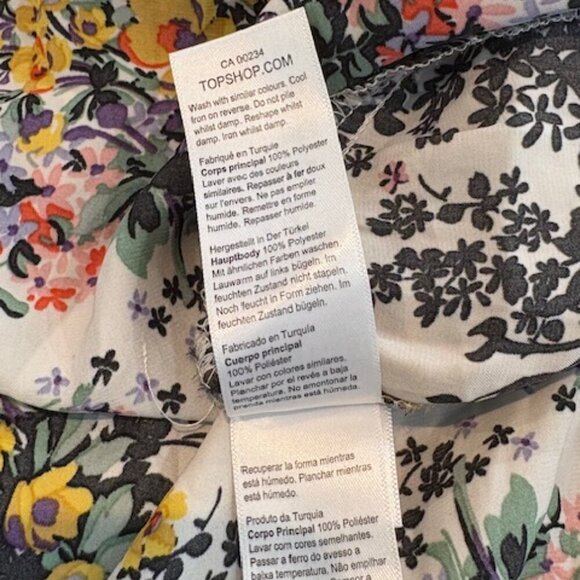 CA 00234
TOPSHOP.COM
Wash with similer colours. Cool
Iron on reverse. Do not pile
whilst damp. Reshape whilst
damp. Iron whilst damp.
Fabriqué en Turquie
Corps principal 100% Polyester
Laver avec des couleurs
similaires. Repasser à fer doux
sur l'envers. Ne pas empiler
humide. Remettre en forme
humide. Repasser humide.
Hergestellt in Der Türkei
Hauptbody 100% Polyester
Mit ähnlichen Farben waschen.
Lauwarm auf links bügeln. Im
feuchten Zustand nicht stapeln.
Noch feucht in Form ziehen. Im
feuchten Zustand bügeln.
Fabricado en Turquía
Cuerpo principal
100% Poliéster
Lavar con colores similares.
Planchar por el revés a baja
temperatura. No amontonar la
prenda mientras está húmeda.
Recuperar la forma mientras
está húmedo. Planchar mientras
está húmedo.
Produto da Turquia
Corpo Principal 100% Poliéster
Lavar com cores semelhantes.
Passar a ferro do avesso a
baixa temperatura. Não empilhar